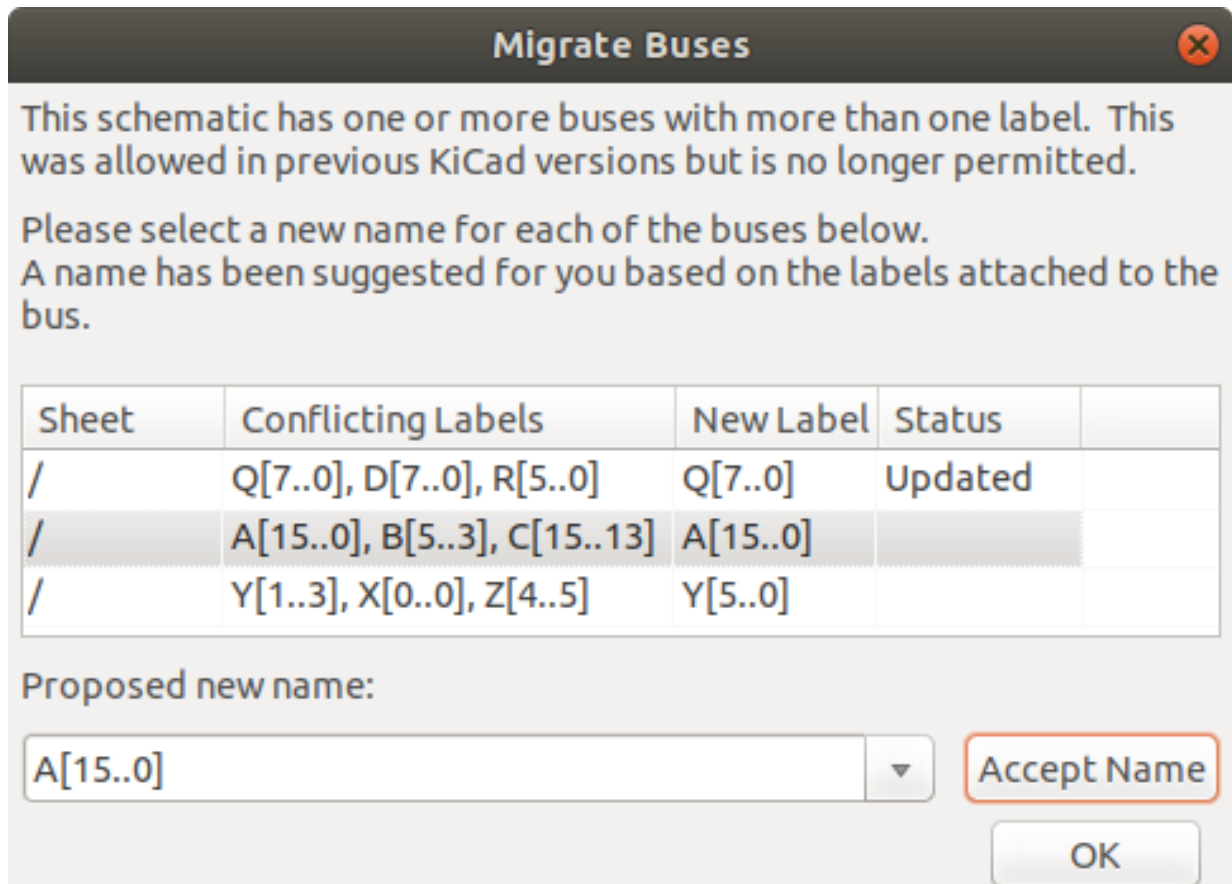 Migrate Buses
This schematic has one or more buses with more than one label.  This
was allowed in previous KiCad versions but is no longer permitted.
Please select a new name for each of the buses below.
A name has been suggested for you based on the labels attached to the
bus.
Sheet Conflicting Labels New Label Status
/ Q[7..0], D[7..0], R[5..0] Q[7..0] Updated
/ A[15..0], B[5..3], C[15..13] A[15..0]
/ Y[1..3], X[0..0], Z[4..5] Y[5..0]
Proposed new name:
A[15..0] Accept Name
OK